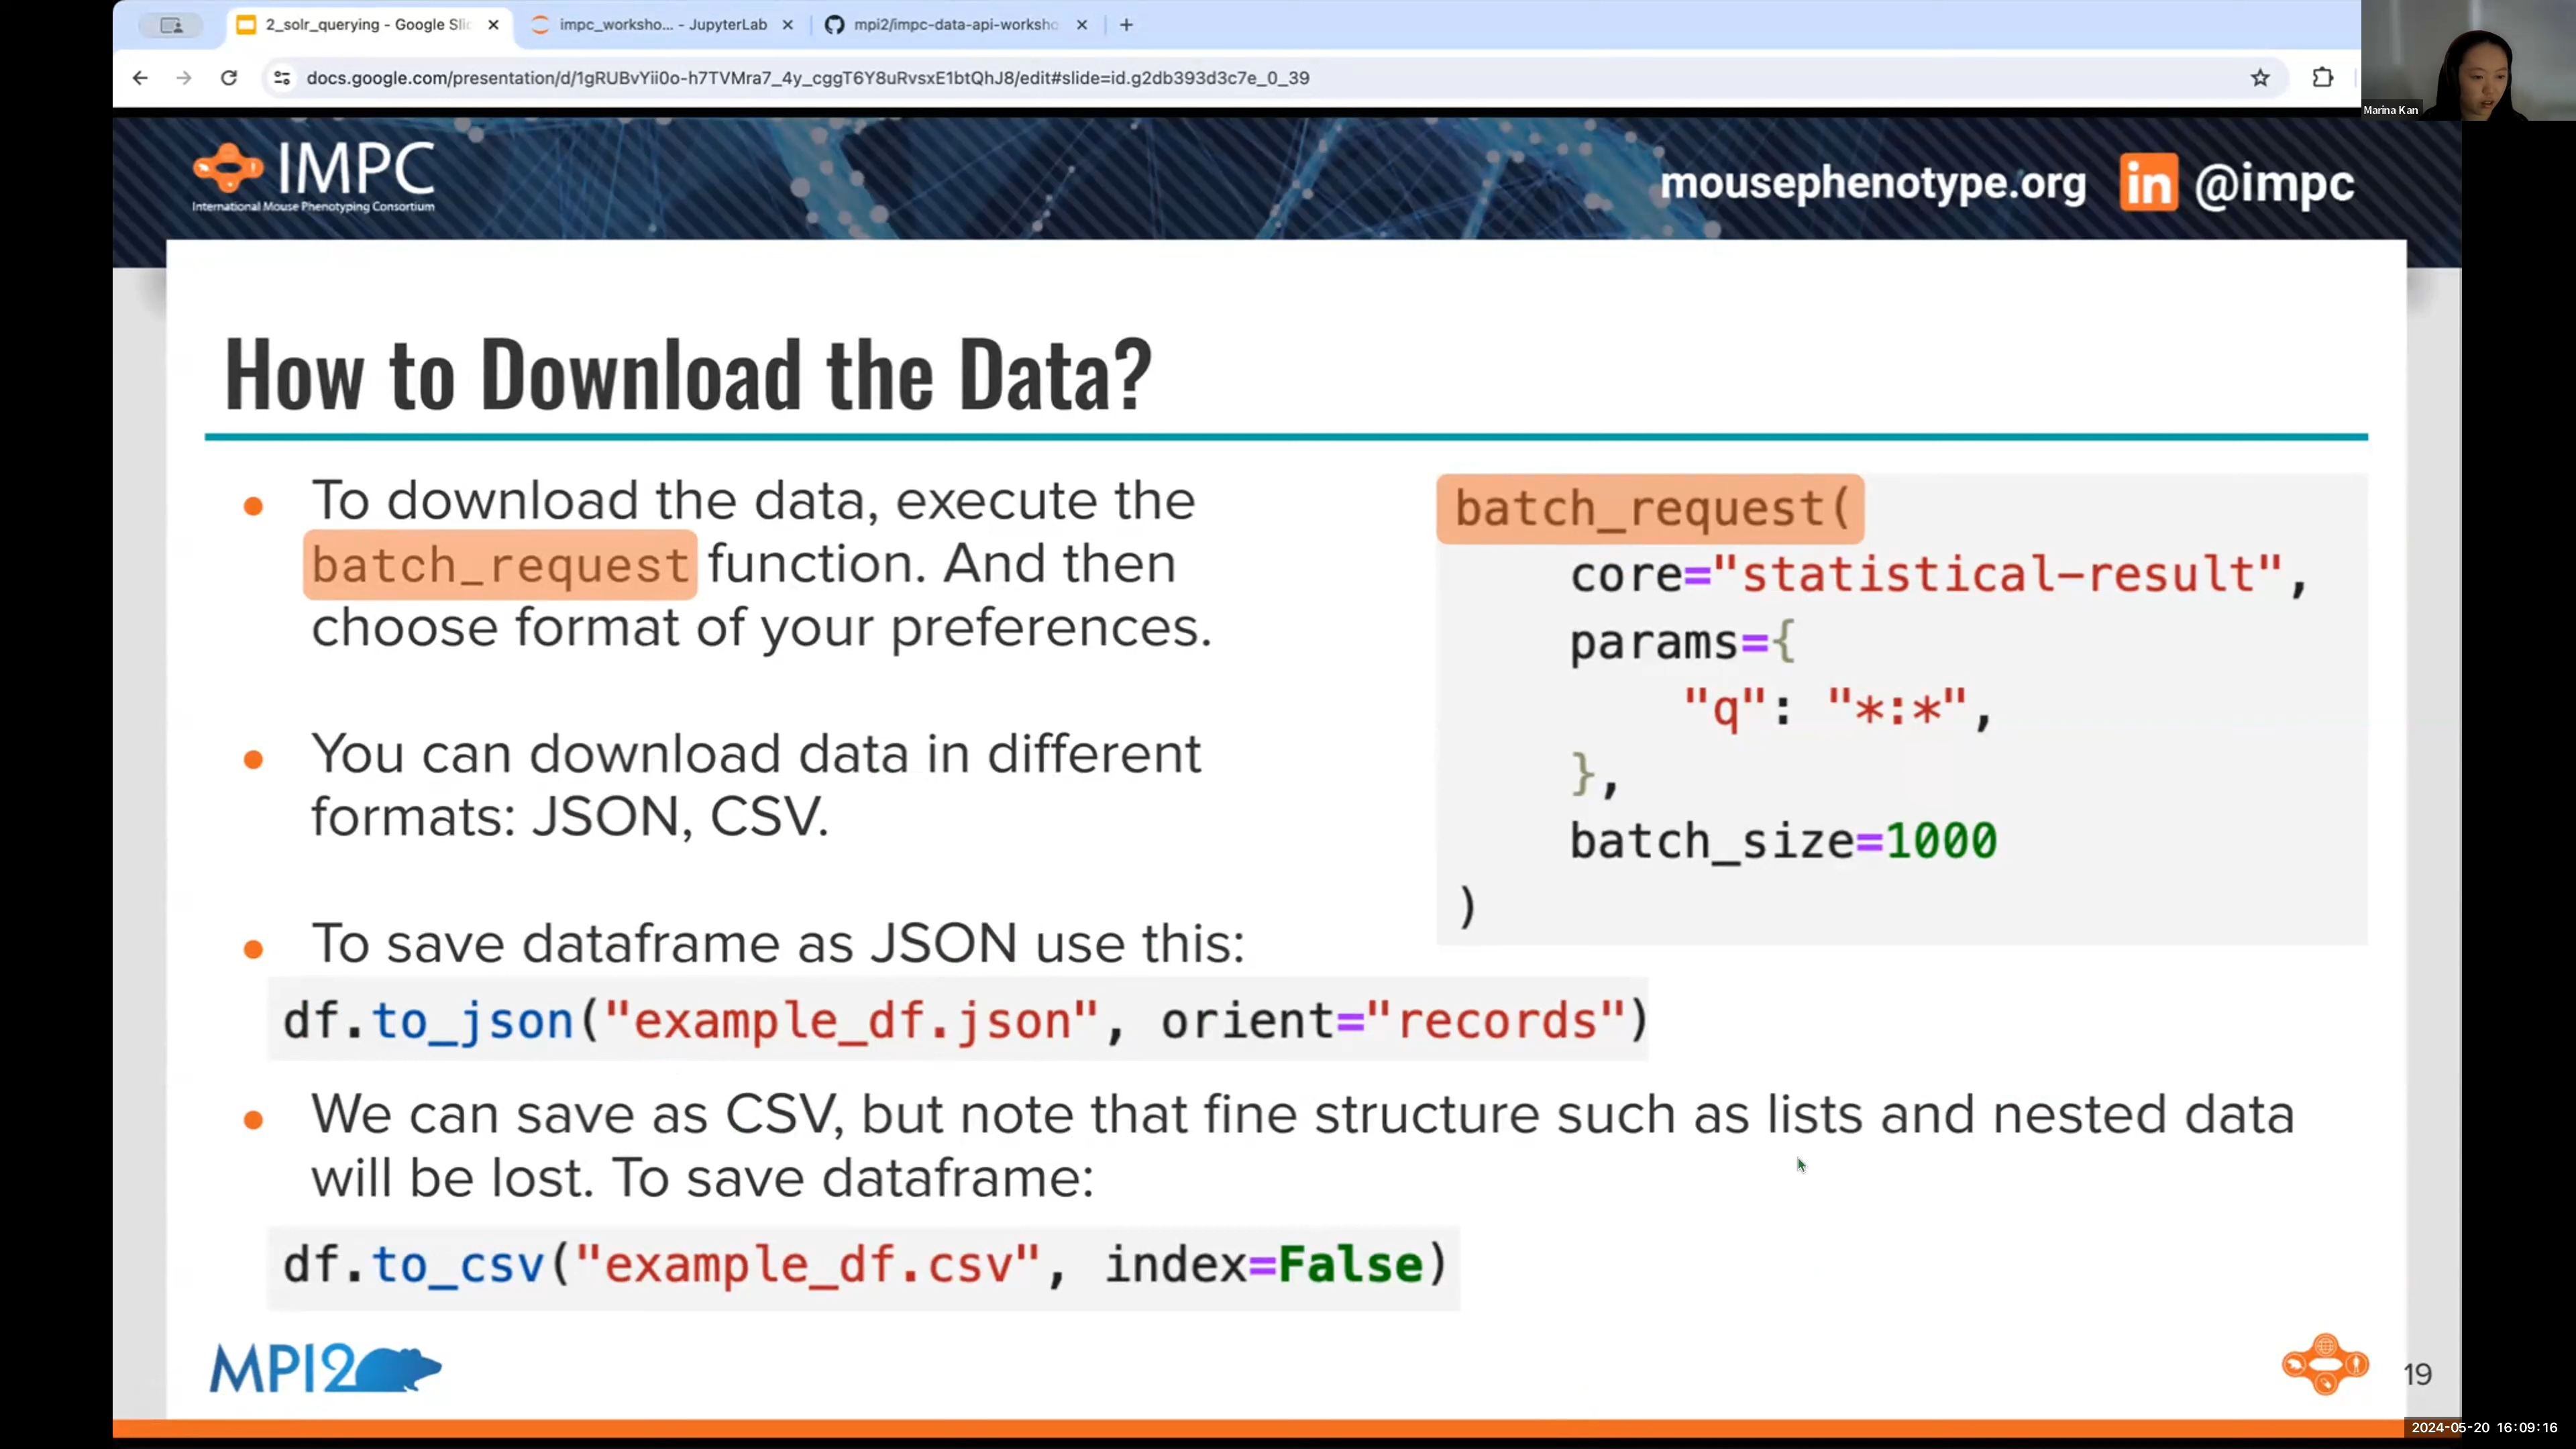 2_solr_querying - Google Slid
impc_worksho... - JupyterLab
mpi2/impc-data-api-worksho
docs.google.com/presentation/d/1gRUBvYii0o-h7TVMra7_4y_cggT6Y8uRvsxE1btQhJ8/edit#slide=id.g2db393d3c7e_0_39
Marina Kan
IMPC
International Mouse Phenotyping Consortium
mousephenotype.org in @impc
How to Download the Data?
To download the data, execute the
batch_request function. And then
choose format of your preferences.
You can download data in different
formats: JSON, CSV.
batch_request(
core="statistical-result",
params={
"q": "*:*",
},
batch_size=1000
)
To save dataframe as JSON use this:
df.to_json("example_df.json", orient="records")
We can save as CSV, but note that fine structure such as lists and nested data
will be lost. To save dataframe:
df.to_csv("example_df.csv", index=False)
MPI2
19
2024-05-20 16:09:16